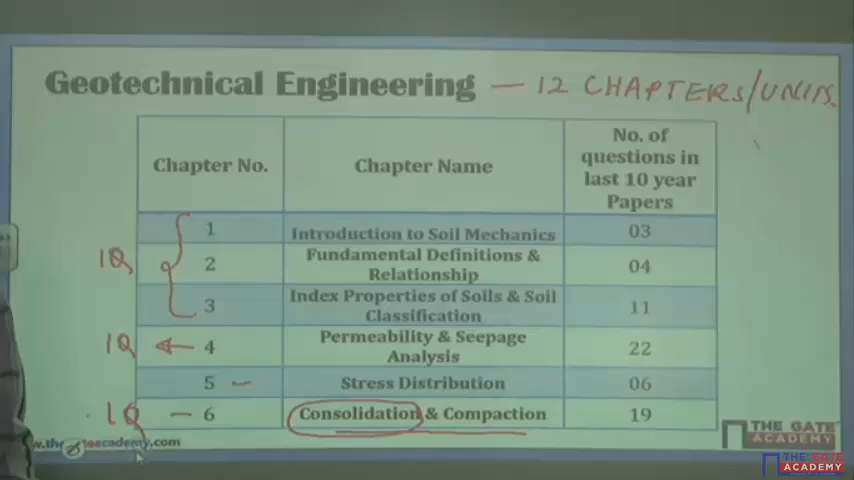 Geotechnical Engineering — 12 CHAPTERS/UNITS.
Chapter No.
Chapter Name
No. of
questions in
last 10 year
Papers
1
Introduction to Soil Mechanics
03
1Q
2
Fundamental Definitions &
Relationship
04
3
Index Properties of Soils & Soil
Classification
11
1Q
4
Permeability & Seepage
Analysis
22
5
Stress Distribution
06
1Q
6
Consolidation & Compaction
19
THE GATE
ACADEMY
THE GATE
ACADEMY